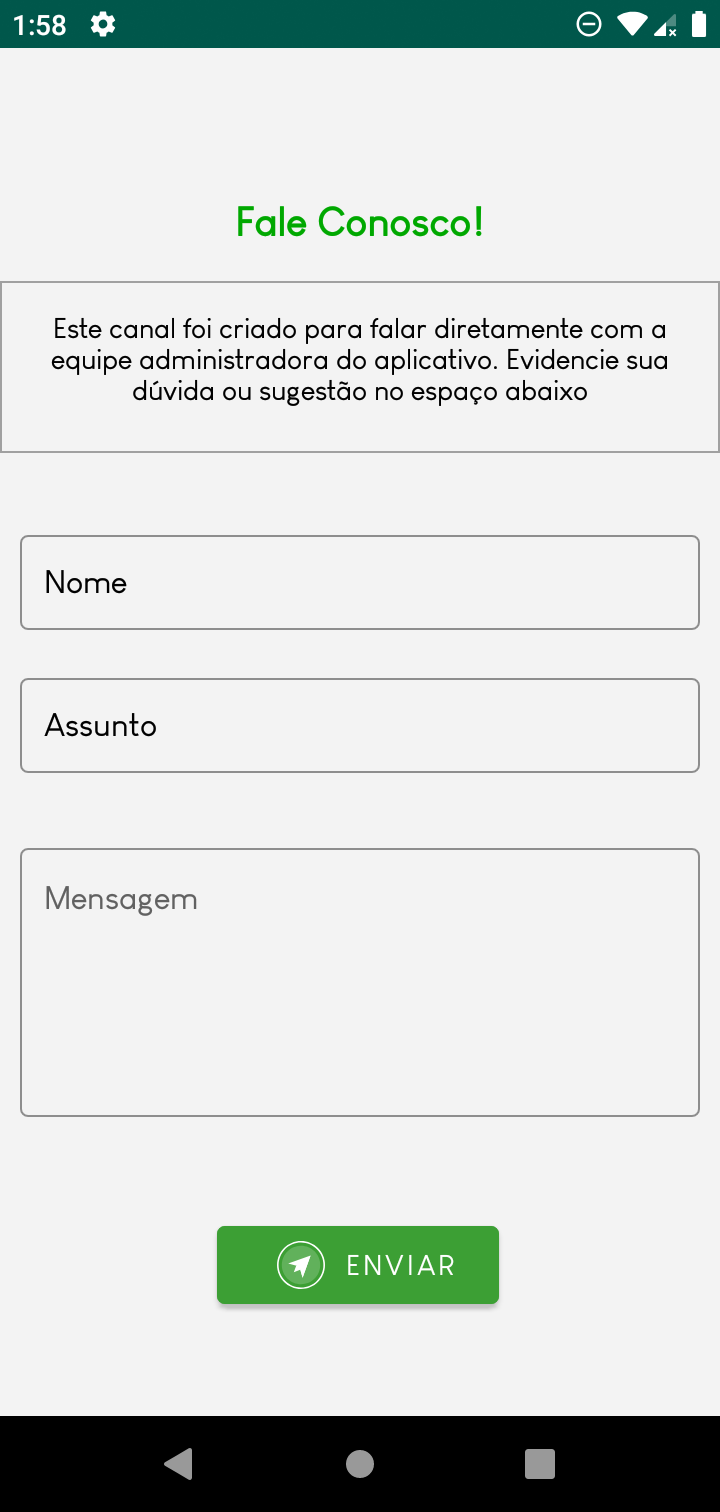 1:58
Fale Conosco!
Este canal foi criado para falar diretamente com a
equipe administradora do aplicativo. Evidencie sua
dúvida ou sugestão no espaço abaixo
Nome
Assunto
Mensagem
ENVIAR